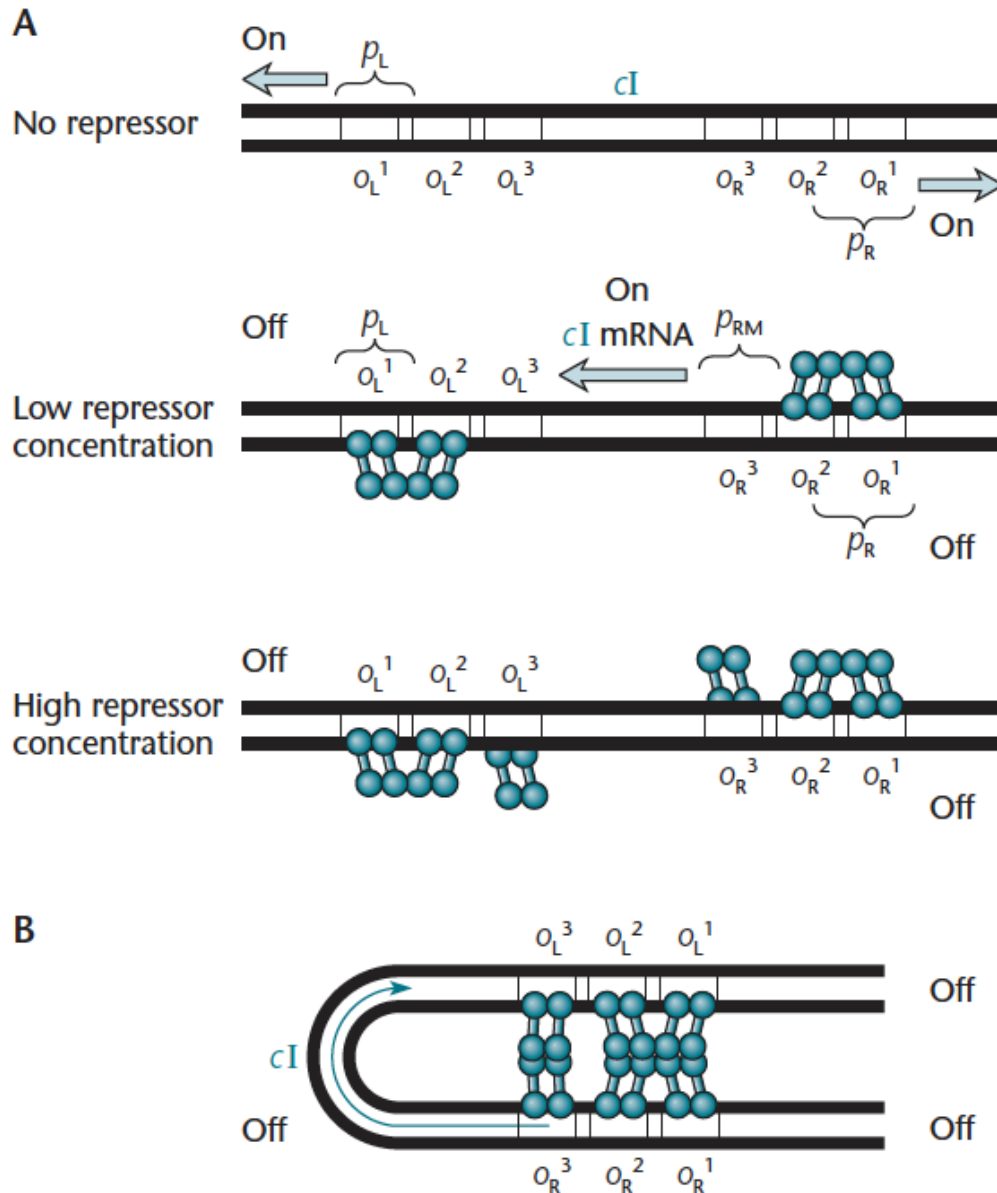 A
On
pL
cI
No repressor
oL1 oL2 oL3 oR3 oR2 oR1
pR
On
Off
pL
On
cI mRNA
pRM
oL1 oL2 oL3
Low repressor
concentration
oR3 oR2 oR1
pR
Off
Off
oL1 oL2 oL3
High repressor
concentration
oR3 oR2 oR1
Off
B
oL3 oL2 oL1
Off
cI
Off
Off
oR3 oR2 oR1